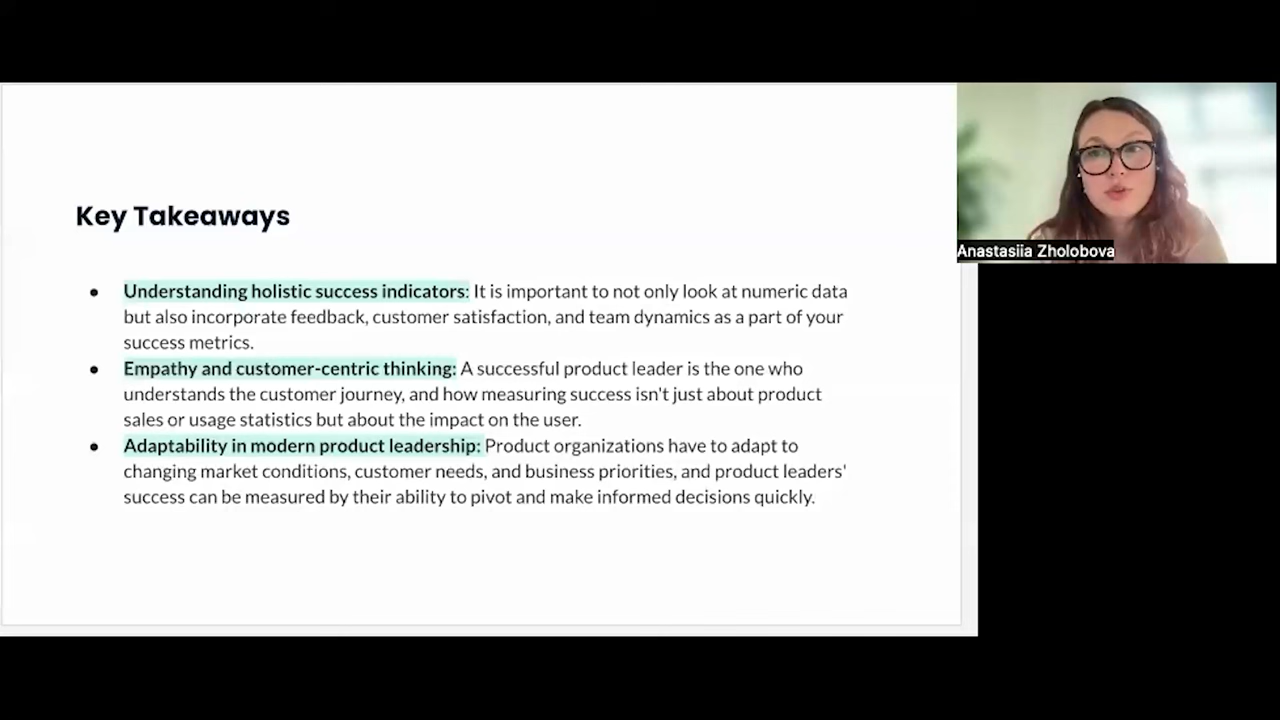 Key Takeaways
Understanding holistic success indicators: It is important to not only look at numeric data
but also incorporate feedback, customer satisfaction, and team dynamics as a part of your
success metrics.
Empathy and customer-centric thinking: A successful product leader is the one who
understands the customer journey, and how measuring success isn't just about product
sales or usage statistics but about the impact on the user.
Adaptability in modern product leadership: Product organizations have to adapt to
changing market conditions, customer needs, and business priorities, and product leaders'
success can be measured by their ability to pivot and make informed decisions quickly.
Anastasiia Zholobova